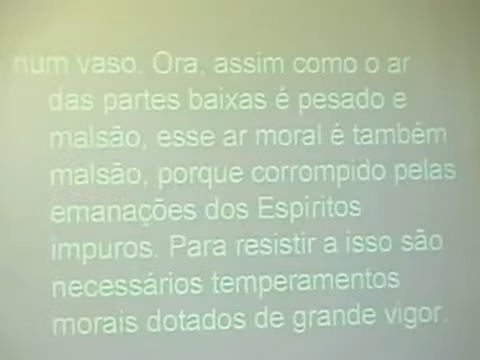 num vaso. Ora, assim como o ar
das partes baixas é pesado e
malsão, esse ar moral é também
malsão, porque corrompido pelas
emanações dos Espíritos
impuros. Para resistir a isso são
necessários temperamentos
morais dotados de grande vigor.